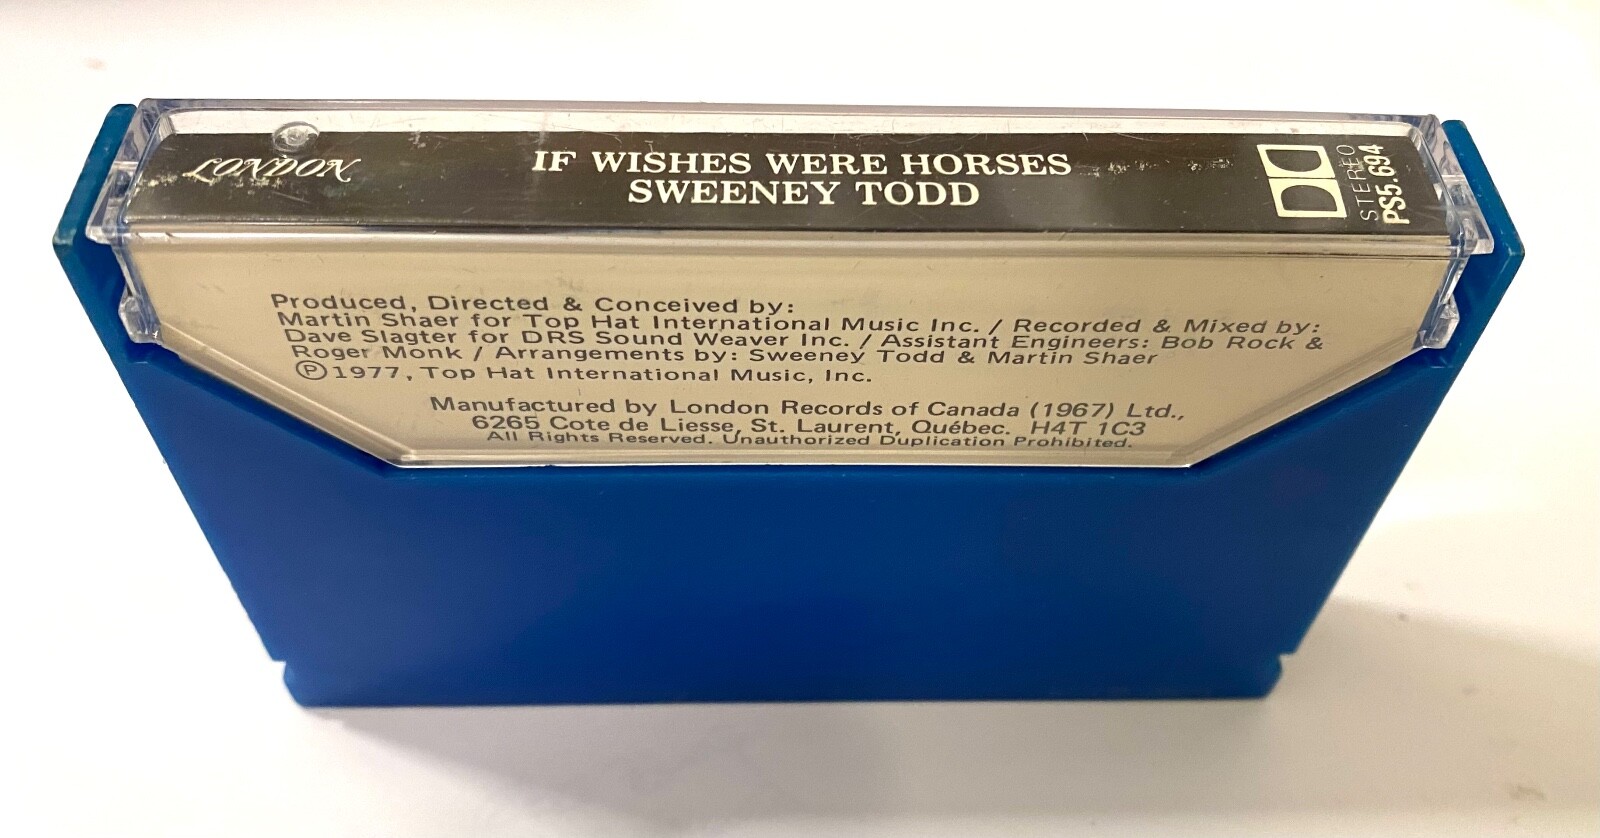 LONDON
IF WISHES WERE HORSES
SWEENEY TODD
STEREO
PS5.694
Produced, Directed & Conceived by:
Martin Shaer for Top Hat International Music Inc. / Recorded & Mixed by:
Dave Slagter for DRS Sound Weaver Inc. / Assistant Engineers: Bob Rock &
Roger Monk / Arrangements by: Sweeney Todd & Martin Shaer
Ⓟ1977, Top Hat International Music, Inc.
Manufactured by London Records of Canada (1967) Ltd.,
6265 Cote de Liesse, St. Laurent, Québec. H4T 1C3
All Rights Reserved. Unauthorized Duplication Prohibited.